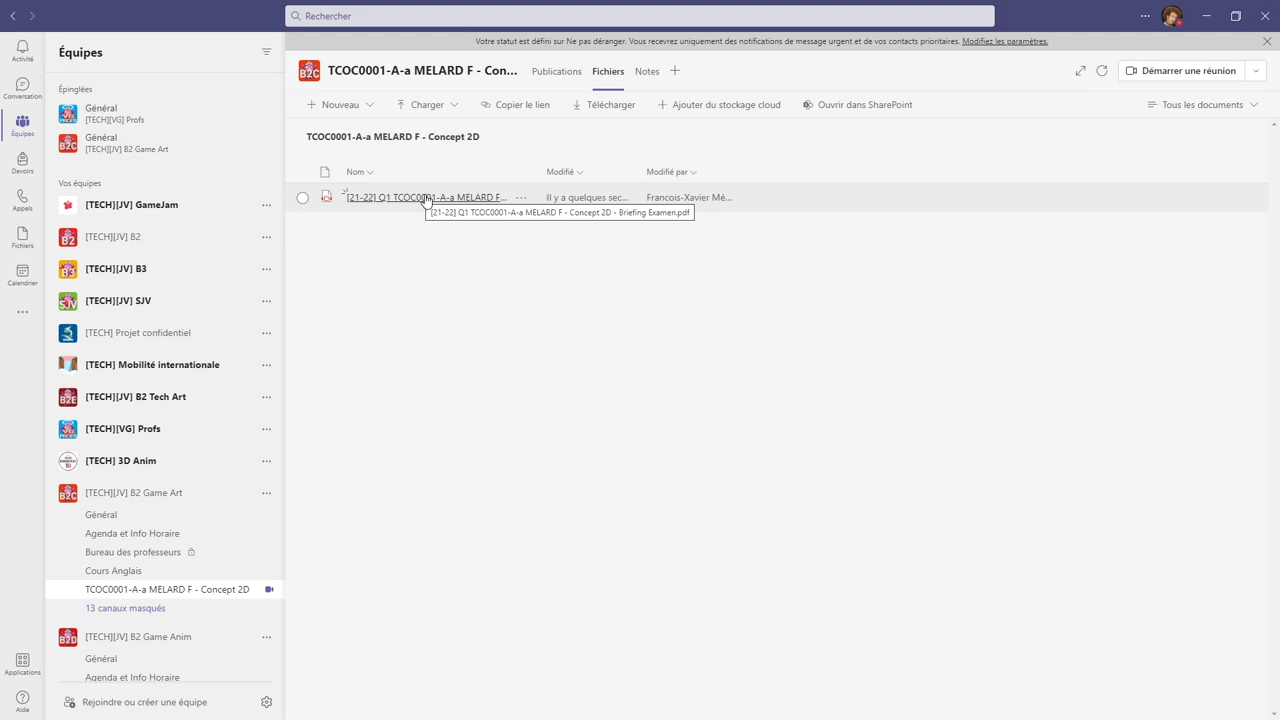 Rechercher
Votre statut est défini sur Ne pas déranger. Vous recevrez uniquement des notifications de message urgent et de vos contacts prioritaires. Modifiez les paramètres.
Activité
Conversation
Équipes
Devoirs
Appels
Fichiers
Calendrier
Applications
Aide
Équipes
Épinglées
Général
[TECH][VG] Profs
Général
[TECH][JV] B2 Game Art
Vos équipes
[TECH][JV] GameJam
[TECH][JV] B2
[TECH][JV] B3
[TECH][JV] SJV
[TECH] Projet confidentiel
[TECH] Mobilité internationale
[TECH][JV] B2 Tech Art
[TECH][VG] Profs
[TECH] 3D Anim
[TECH][JV] B2 Game Art
Général
Agenda et Info Horaire
Bureau des professeurs
Cours Anglais
TCOC0001-A-a MELARD F - Concept 2D
13 canaux masqués
[TECH][JV] B2 Game Anim
Général
Agenda et Info Horaire
Rejoindre ou créer une équipe
B2C
TCOC0001-A-a MELARD F - Con...
Publications
Fichiers
Notes
Démarrer une réunion
Nouveau
Charger
Copier le lien
Télécharger
Ajouter du stockage cloud
Ouvrir dans SharePoint
Tous les documents
TCOC0001-A-a MELARD F - Concept 2D
Nom
Modifié
Modifié par
[21-22] Q1 TCOC0001-A-a MELARD F...
Il y a quelques sec...
Francois-Xavier Mé...
[21-22] Q1 TCOC0001-A-a MELARD F - Concept 2D - Briefing Examen.pdf